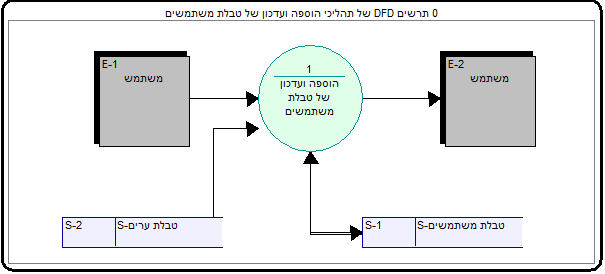 0 תרשים DFD של תהליכי הוספה ועדכון של טבלת משתמשים
E-1
משתמש
1
הוספה ועדכון
של טבלת
משתמשים
E-2
משתמש
S-2
S-טבלת ערים
S-1
S-טבלת משתמשים